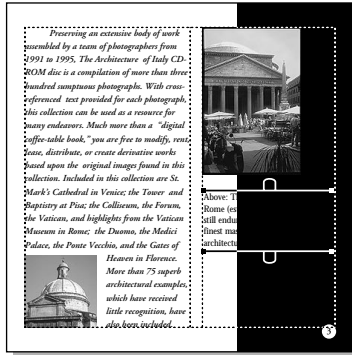 Preserving an extensive body of work
assembled by a team of photographers from
1991 to 1995, The Architecture of Italy CD-
ROM disc is a compilation of more than three
hundred sumptuous photographs. With cross-
referenced text provided for each photograph,
this collection can be used as a resource for
many endeavors. Much more than a "digital
coffee-table book," you are free to modify, rent,
lease, distribute, or create derivative works
based upon the original images found in this
collection. Included in this collection are St.
Mark's Cathedral in Venice; the Tower and
Baptistry at Pisa; the Colliseum, the Forum,
the Vatican, and highlights from the Vatican
Museum in Rome; the Duomo, the Medici
Palace, the Ponte Vecchio, and the Gates of
Heaven in Florence.
More than 75 superb
architectural examples,
which have received
little recognition, have
also been included
Above: T
Rome (es
still endu
finest mas
architectu
3